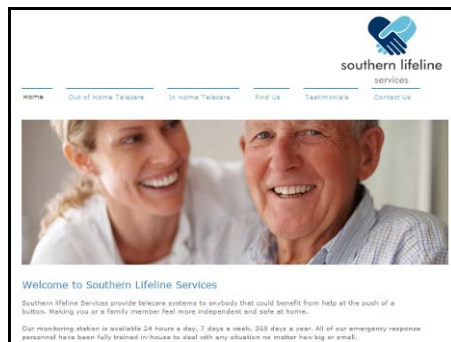 southern lifeline
services
Home Out of Home Telecare In Home Telecare Find Us Testimonials Contact Us
Welcome to Southern Lifeline Services
Southern lifeline Services provide telecare systems to anybody that could benefit from help at the push of a
button. Making you or a family member feel more independent and safe at home.
Our monitoring station is available 24 hours a day, 7 days a week, 365 days a year. All of our emergency response
personnel have been fully trained in-house to deal with any situation no matter how big or small.